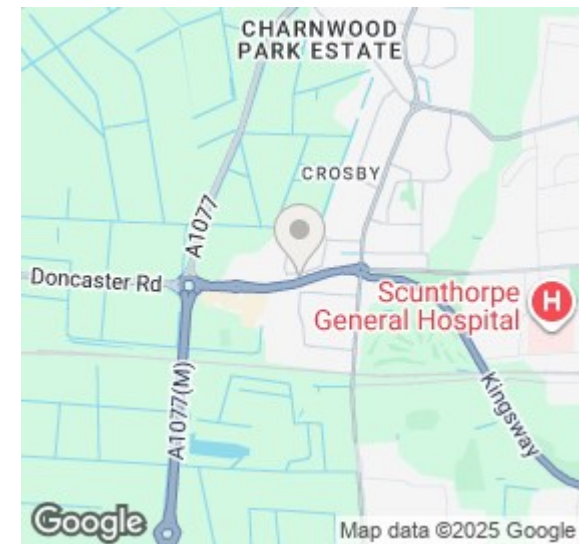 CHARNWOOD
PARK ESTATE
CROSBY
A1077
Doncaster Rd
Scunthorpe
General Hospital
H
A1077(M)
Kingsway
Google
Map data ©2025 Google